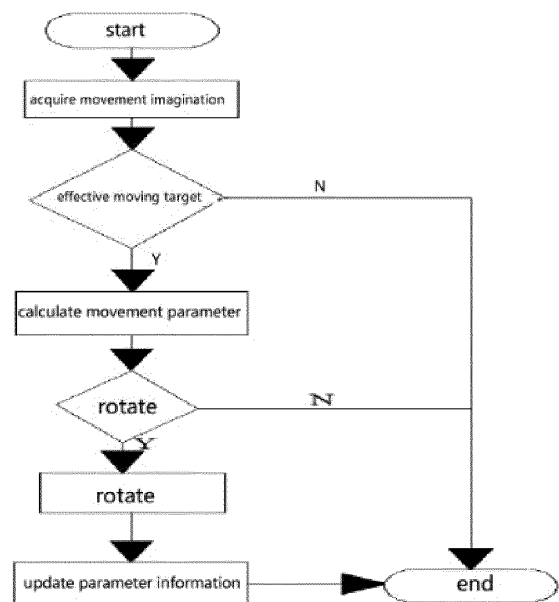 start
acquire movement imagination
effective moving target
N
Y
calculate movement parameter
rotate
N
Y
rotate
update parameter information
end